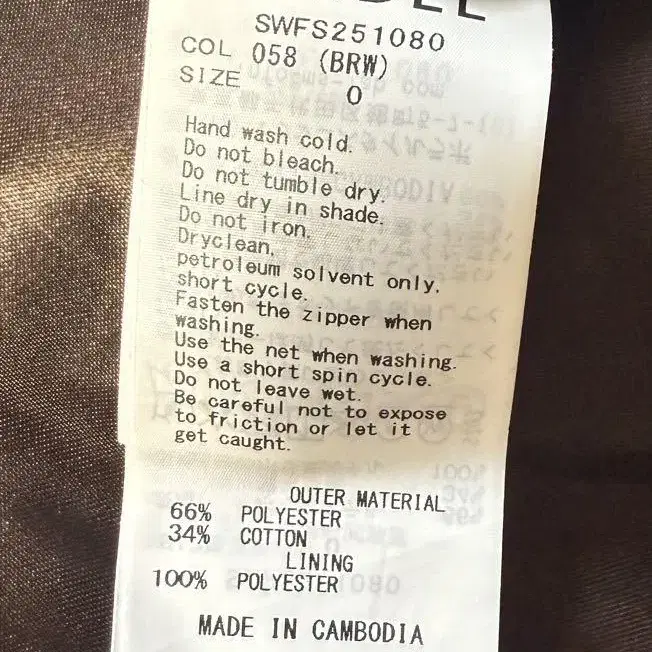 SWFS251080
COL 058 (BRW)
SIZE 0
Hand wash cold.
Do not bleach.
Do not tumble dry.
Line dry in shade.
Do not iron.
Dryclean,
petroleum solvent only,
short cycle.
Fasten the zipper when
washing.
Use the net when washing.
Use a short spin cycle.
Do not leave wet.
Be careful not to expose
to friction or let it
get caught.
OUTER MATERIAL
66% POLYESTER
34% COTTON
LINING
100% POLYESTER
MADE IN CAMBODIA